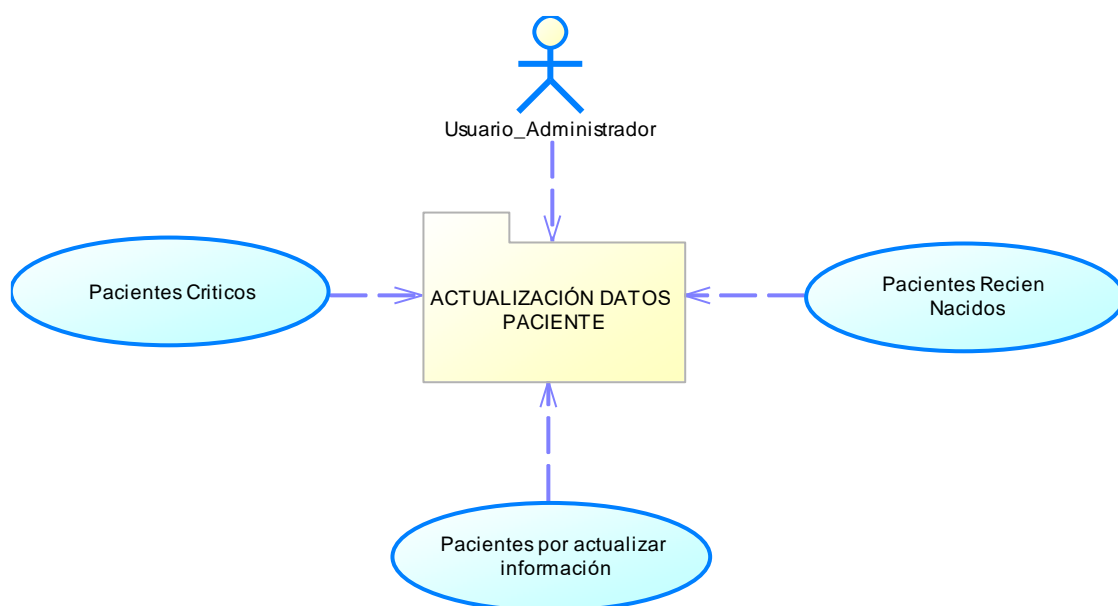 Usuario_Administrador
Pacientes Criticos
ACTUALIZACIÓN DATOS
PACIENTE
Pacientes Recien
Nacidos
Pacientes por actualizar
información